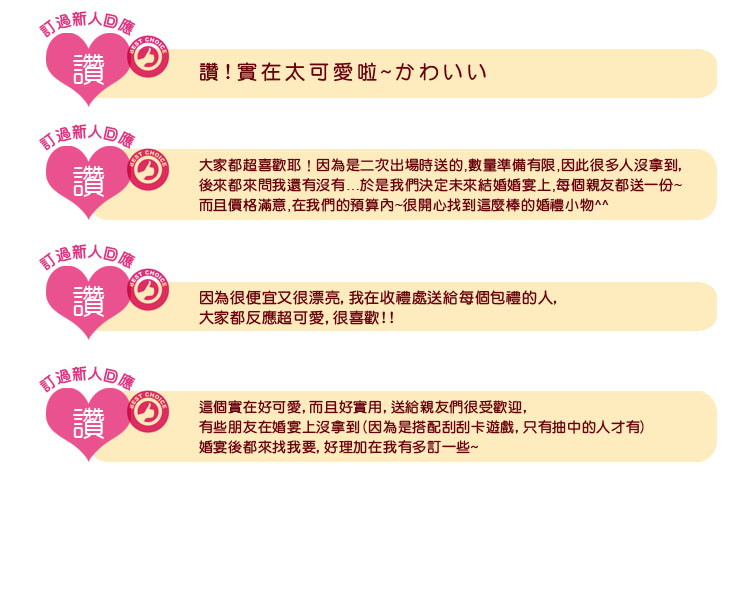 訂過新人回應
讚
BEST CHOICE
讚!實在太可愛啦~かわいい
訂過新人回應
讚
BEST CHOICE
大家都超喜歡耶!因為是二次出場時送的,數量準備有限,因此很多人沒拿到,
後來都來問我還有沒有...於是我們決定未來結婚婚宴上,每個親友都送一份~
而且價格滿意,在我們的預算內~很開心找到這麼棒的婚禮小物^^
訂過新人回應
讚
BEST CHOICE
因為很便宜又很漂亮,我在收禮處送給每個包禮的人,
大家都反應超可愛,很喜歡!!
訂過新人回應
讚
BEST CHOICE
這個實在好可愛,而且好實用,送給親友們很受歡迎,
有些朋友在婚宴上沒拿到(因為是搭配刮刮卡遊戲,只有抽中的人才有)
婚宴後都來找我要,好理加在我有多訂一些~